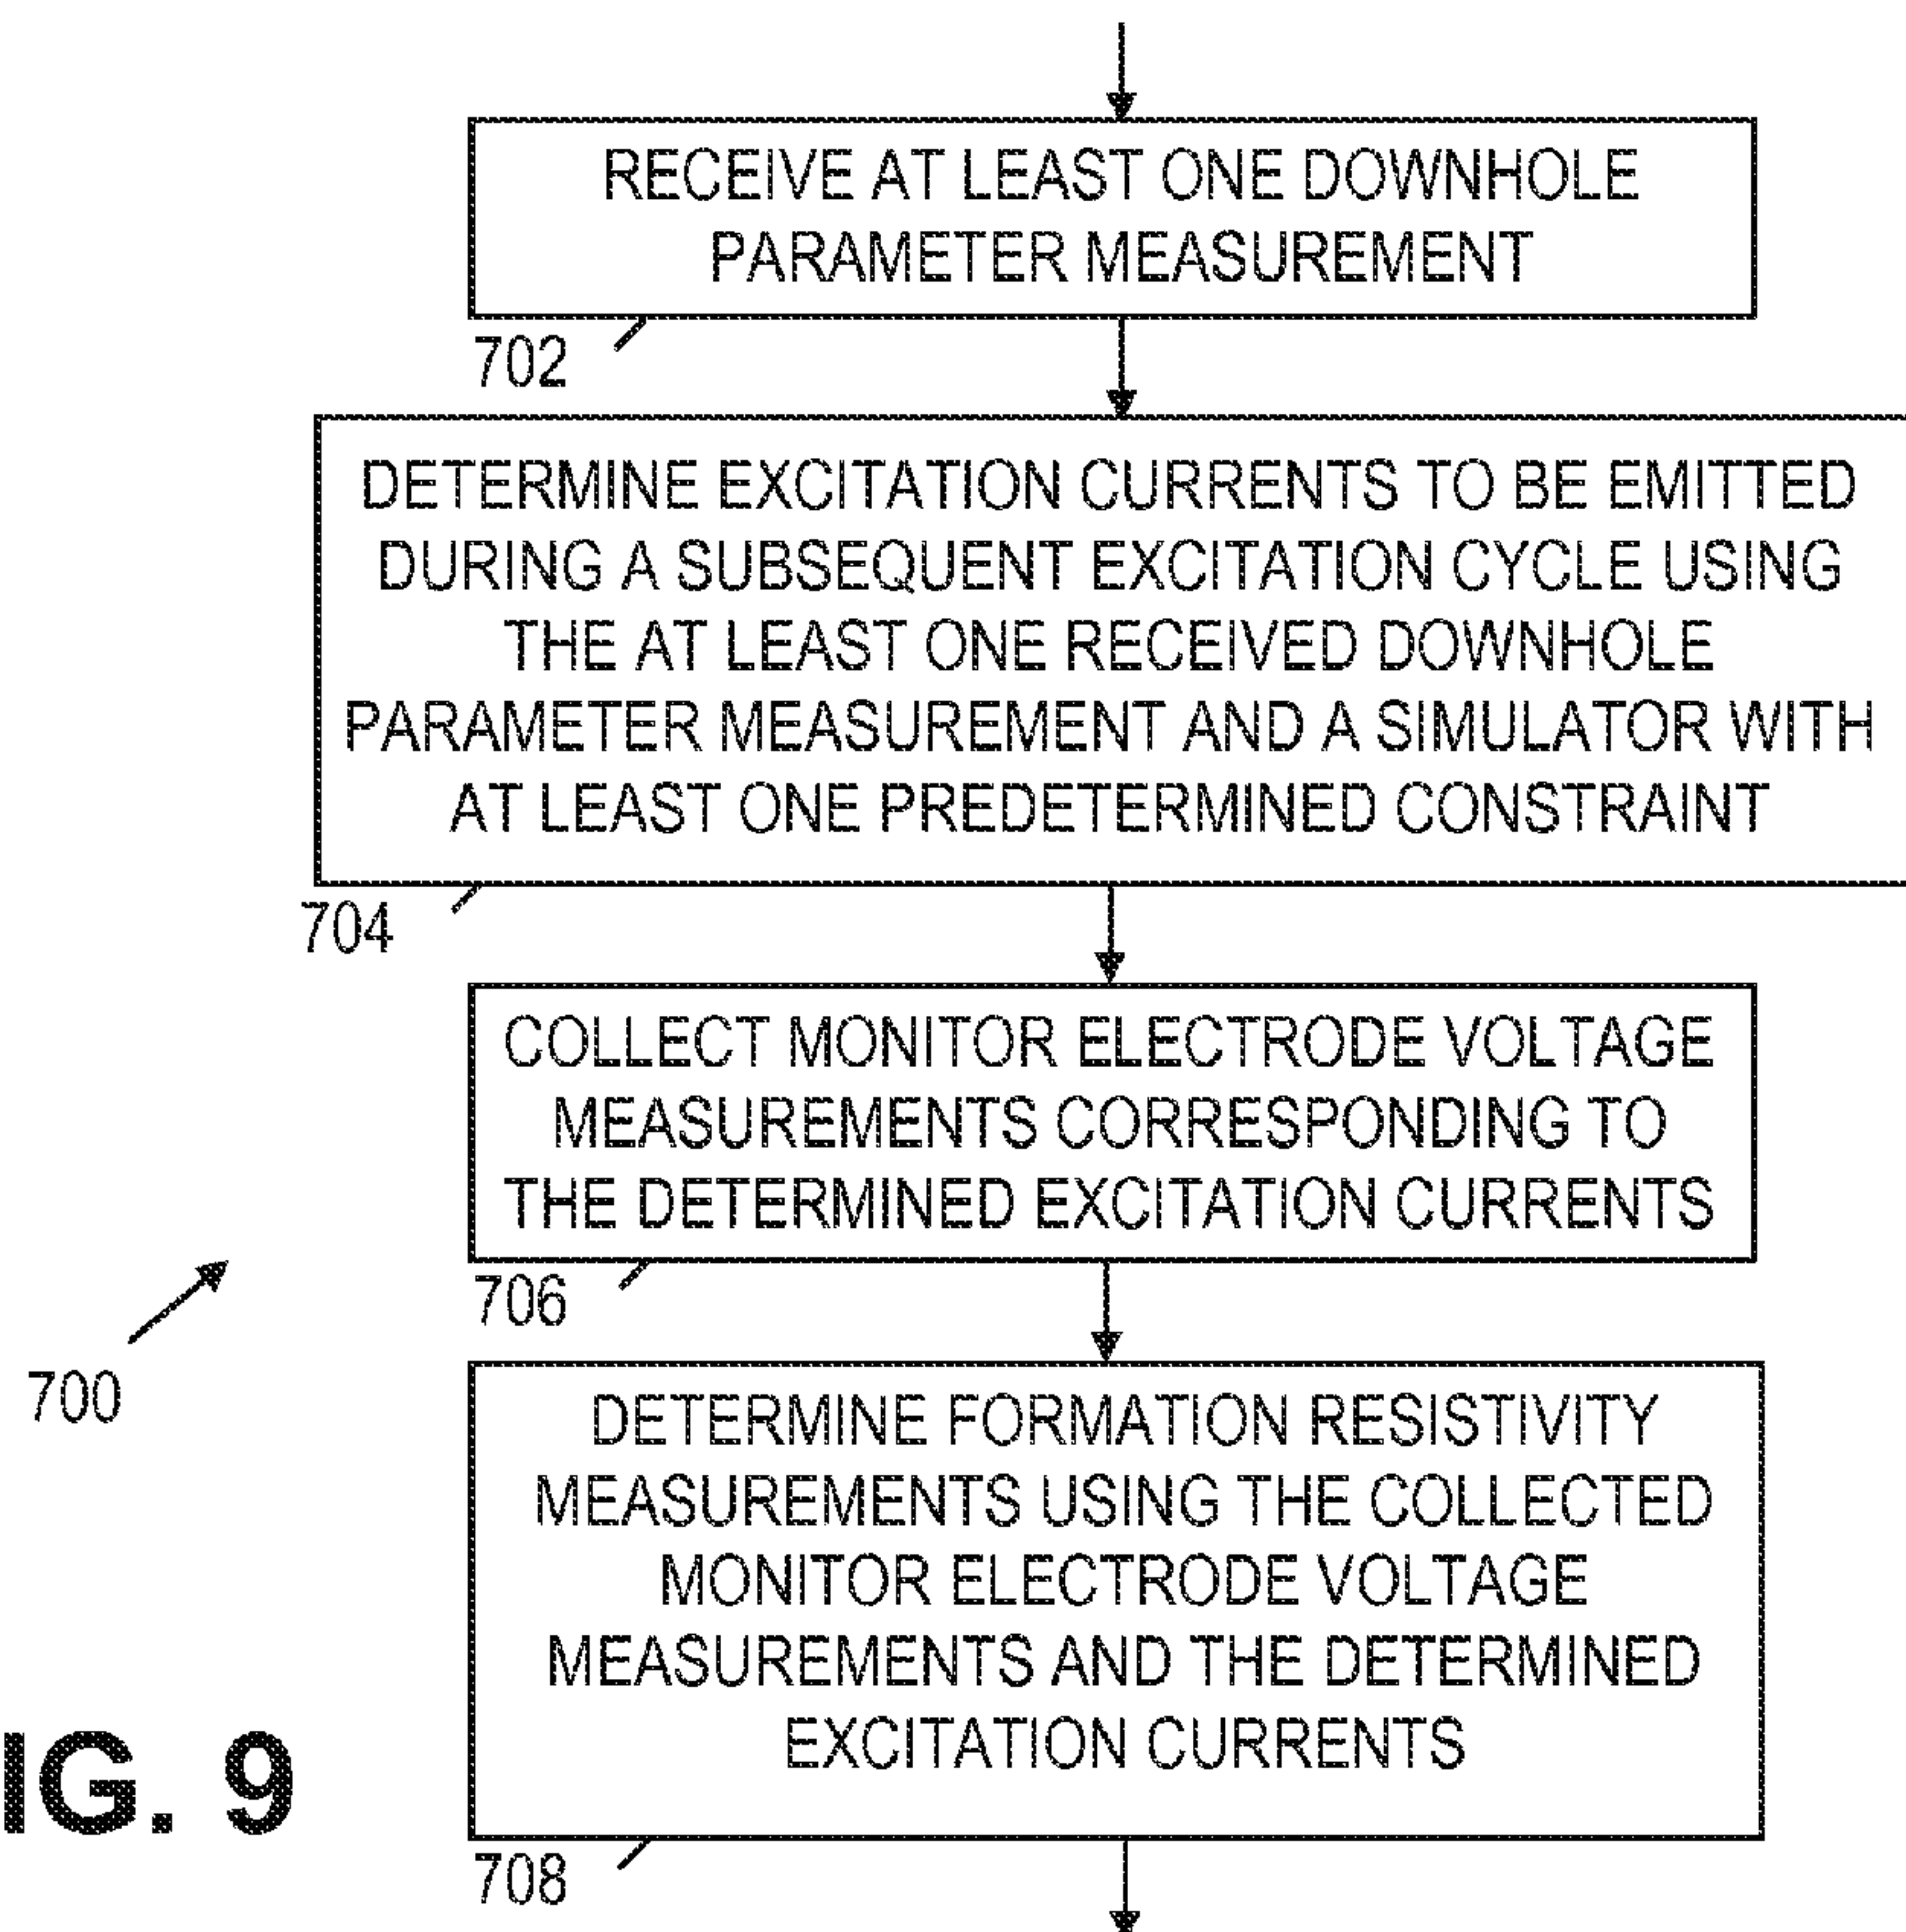 RECEIVE AT LEAST ONE DOWNHOLE
PARAMETER MEASUREMENT
702
DETERMINE EXCITATION CURRENTS TO BE EMITTED
DURING A SUBSEQUENT EXCITATION CYCLE USING
THE AT LEAST ONE RECEIVED DOWNHOLE
PARAMETER MEASUREMENT AND A SIMULATOR WITH
AT LEAST ONE PREDETERMINED CONSTRAINT
704
COLLECT MONITOR ELECTRODE VOLTAGE
MEASUREMENTS CORRESPONDING TO
THE DETERMINED EXCITATION CURRENTS
706
700
DETERMINE FORMATION RESISTIVITY
MEASUREMENTS USING THE COLLECTED
MONITOR ELECTRODE VOLTAGE
MEASUREMENTS AND THE DETERMINED
EXCITATION CURRENTS
708
IG. 9